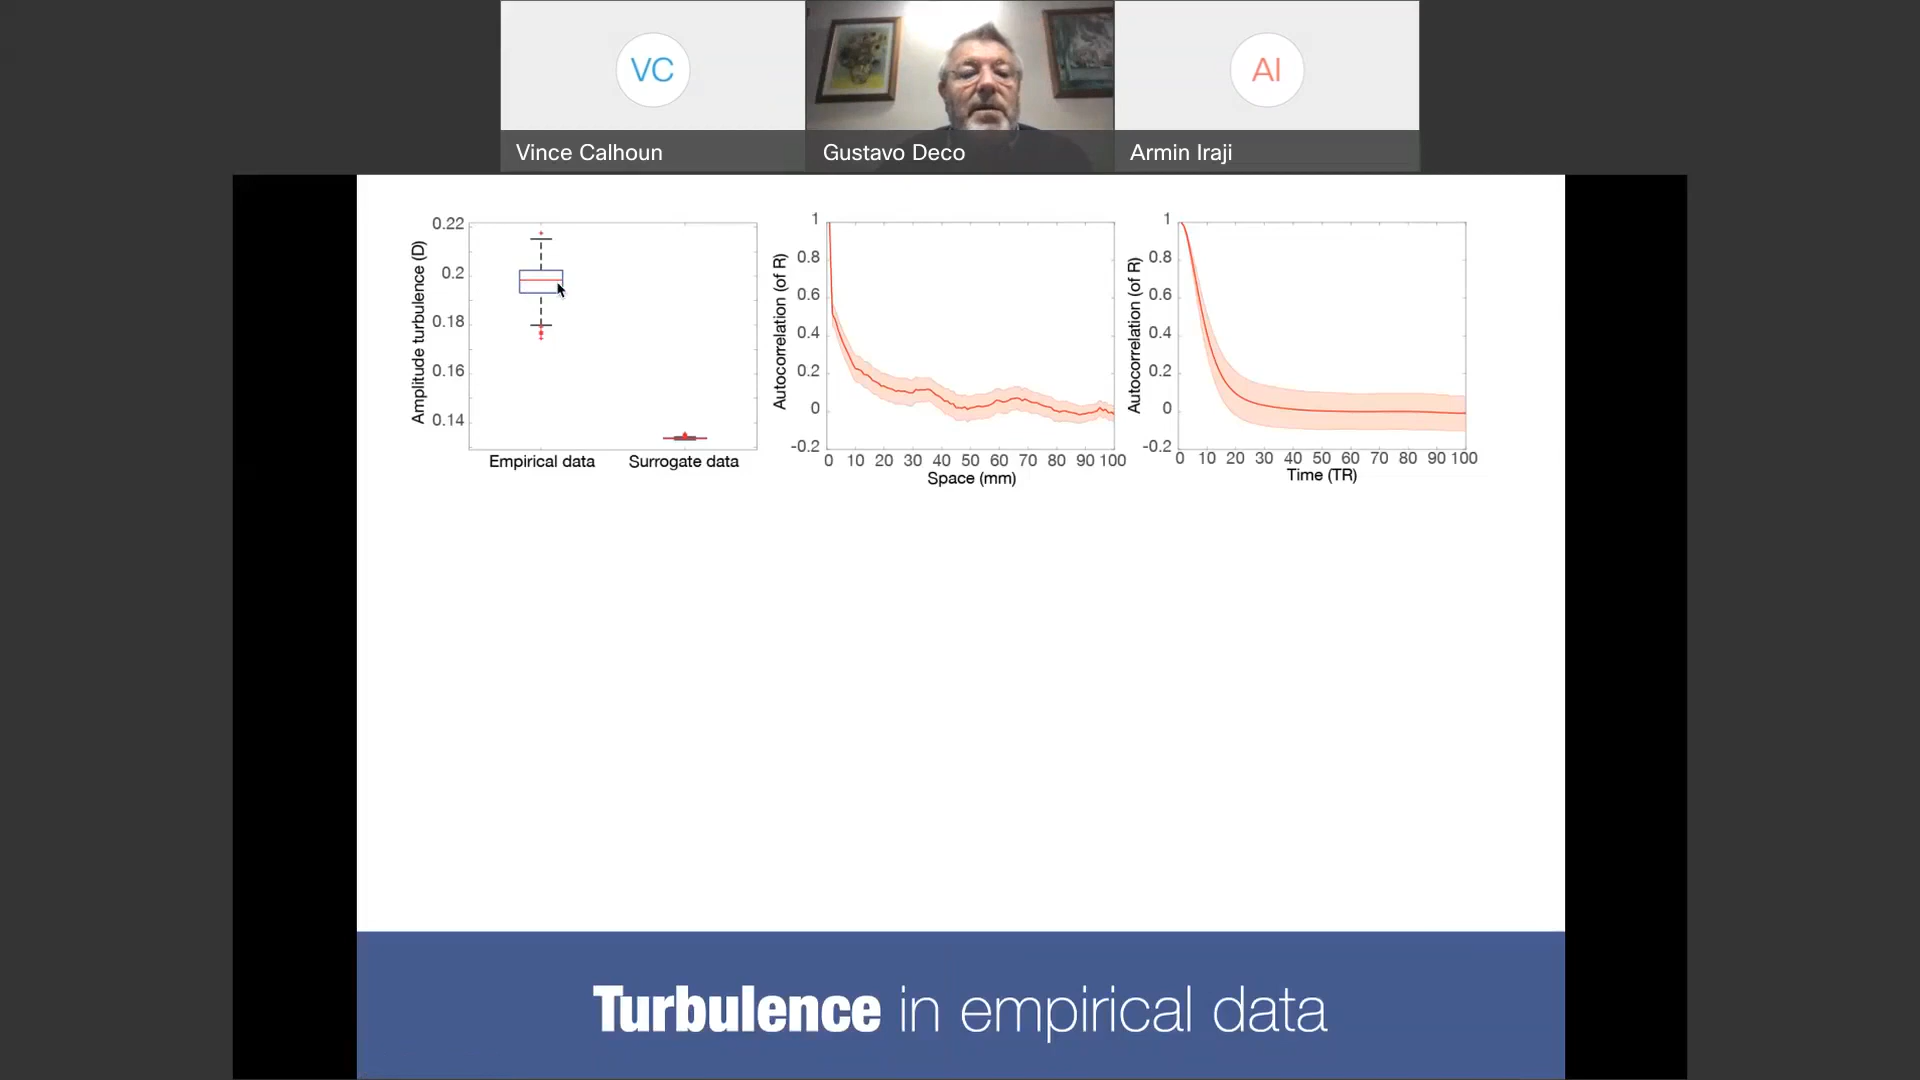 VC
AI
Vince Calhoun
Gustavo Deco
Armin Iraji
Amplitude turbulence (D)
0.22
0.2
0.18
0.16
0.14
Empirical data
Surrogate data
Autocorrelation (of R)
1
0.8
0.6
0.4
0.2
0
-0.2
0 10 20 30 40 50 60 70 80 90 100
Space (mm)
Autocorrelation (of R)
1
0.8
0.6
0.4
0.2
0
-0.2
0 10 20 30 40 50 60 70 80 90 100
Time (TR)
Turbulence in empirical data